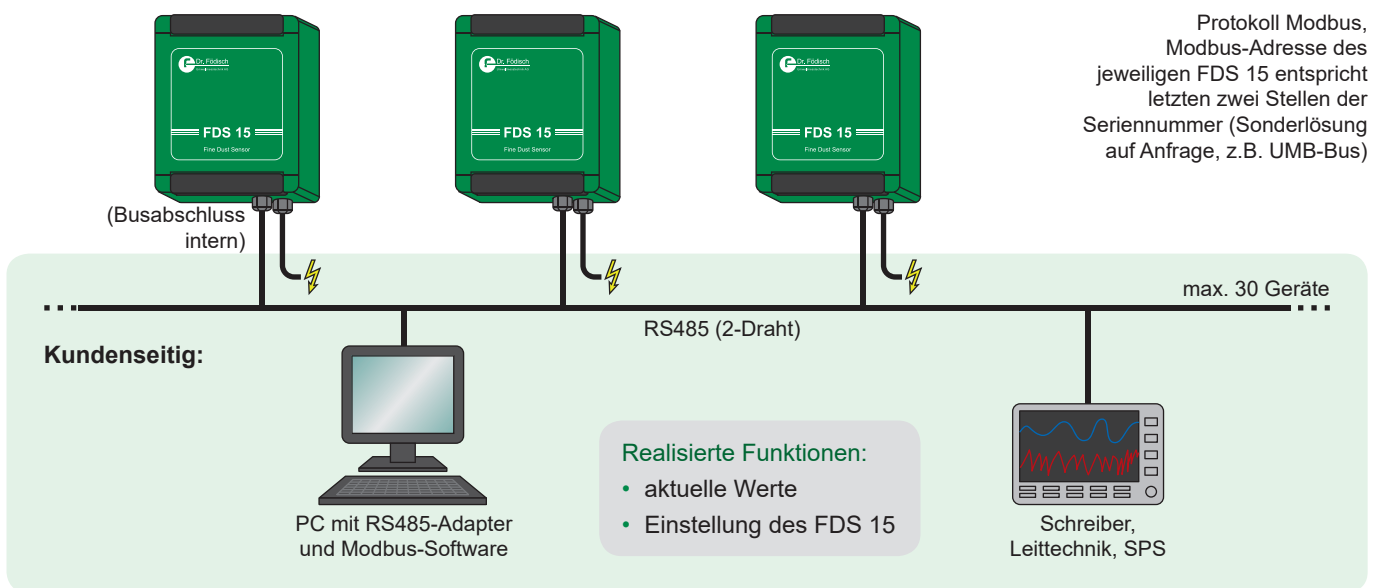 Protokoll Modbus,
Modbus-Adresse des
jeweiligen FDS 15 entspricht
letzten zwei Stellen der
Seriennummer (Sonderlösung
auf Anfrage, z.B. UMB-Bus)
Dr. Födisch
FDS 15
Fine Dust Sensor
Dr. Födisch
FDS 15
Fine Dust Sensor
Dr. Födisch
FDS 15
Fine Dust Sensor
(Busabschluss
intern)
max. 30 Geräte
RS485 (2-Draht)
Kundenseitig:
PC mit RS485-Adapter
und Modbus-Software
Realisierte Funktionen:
• aktuelle Werte
• Einstellung des FDS 15
Schreiber,
Leittechnik, SPS